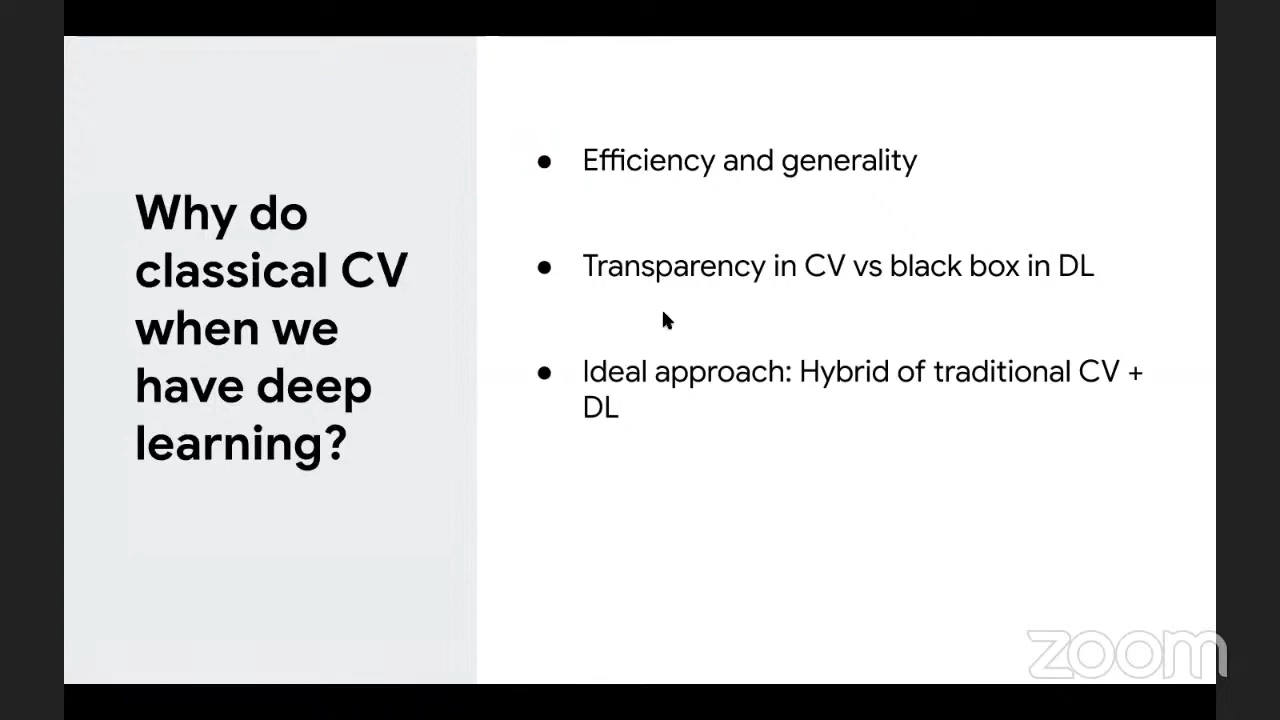 Why do
classical CV
when we
have deep
learning?
● Efficiency and generality
● Transparency in CV vs black box in DL
● Ideal approach: Hybrid of traditional CV +
DL
zoom